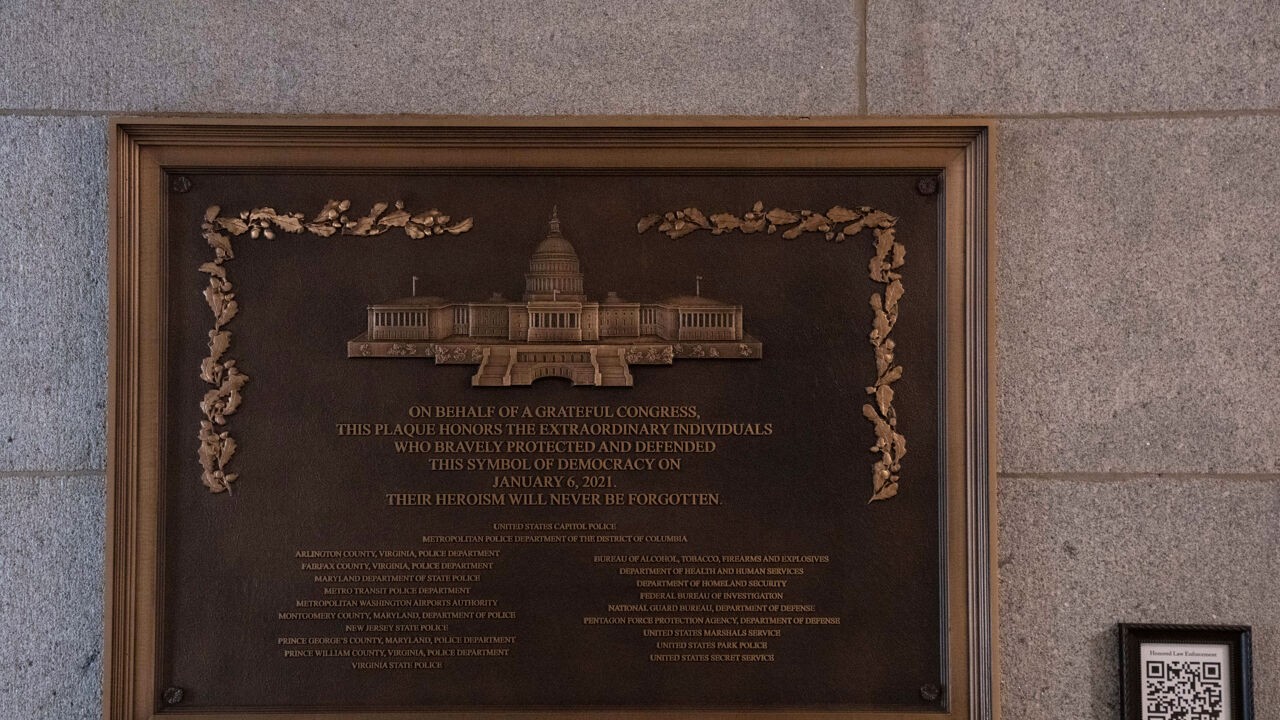 ON BEHALF OF A GRATEFUL CONGRESS,
THIS PLAQUE HONORS THE EXTRAORDINARY INDIVIDUALS
WHO BRAVELY PROTECTED AND DEFENDED
THIS SYMBOL OF DEMOCRACY ON
JANUARY 6, 2021.
THEIR HEROISM WILL NEVER BE FORGOTTEN.
UNITED STATES CAPITOL POLICE
METROPOLITAN POLICE DEPARTMENT OF THE DISTRICT OF COLUMBIA
ARLINGTON COUNTY, VIRGINIA, POLICE DEPARTMENT
FAIRFAX COUNTY, VIRGINIA, POLICE DEPARTMENT
MARYLAND DEPARTMENT OF STATE POLICE
METRO TRANSIT POLICE DEPARTMENT
METROPOLITAN WASHINGTON AIRPORTS AUTHORITY
MONTGOMERY COUNTY, MARYLAND, DEPARTMENT OF POLICE
NEW JERSEY STATE POLICE
PRINCE GEORGE'S COUNTY, MARYLAND, POLICE DEPARTMENT
PRINCE WILLIAM COUNTY, VIRGINIA, POLICE DEPARTMENT
VIRGINIA STATE POLICE
BUREAU OF ALCOHOL, TOBACCO, FIREARMS AND EXPLOSIVES
DEPARTMENT OF HEALTH AND HUMAN SERVICES
DEPARTMENT OF HOMELAND SECURITY
FEDERAL BUREAU OF INVESTIGATION
NATIONAL GUARD BUREAU, DEPARTMENT OF DEFENSE
PENTAGON FORCE PROTECTION AGENCY, DEPARTMENT OF DEFENSE
UNITED STATES MARSHALS SERVICE
UNITED STATES PARK POLICE
UNITED STATES SECRET SERVICE
Honored Law Enforcement